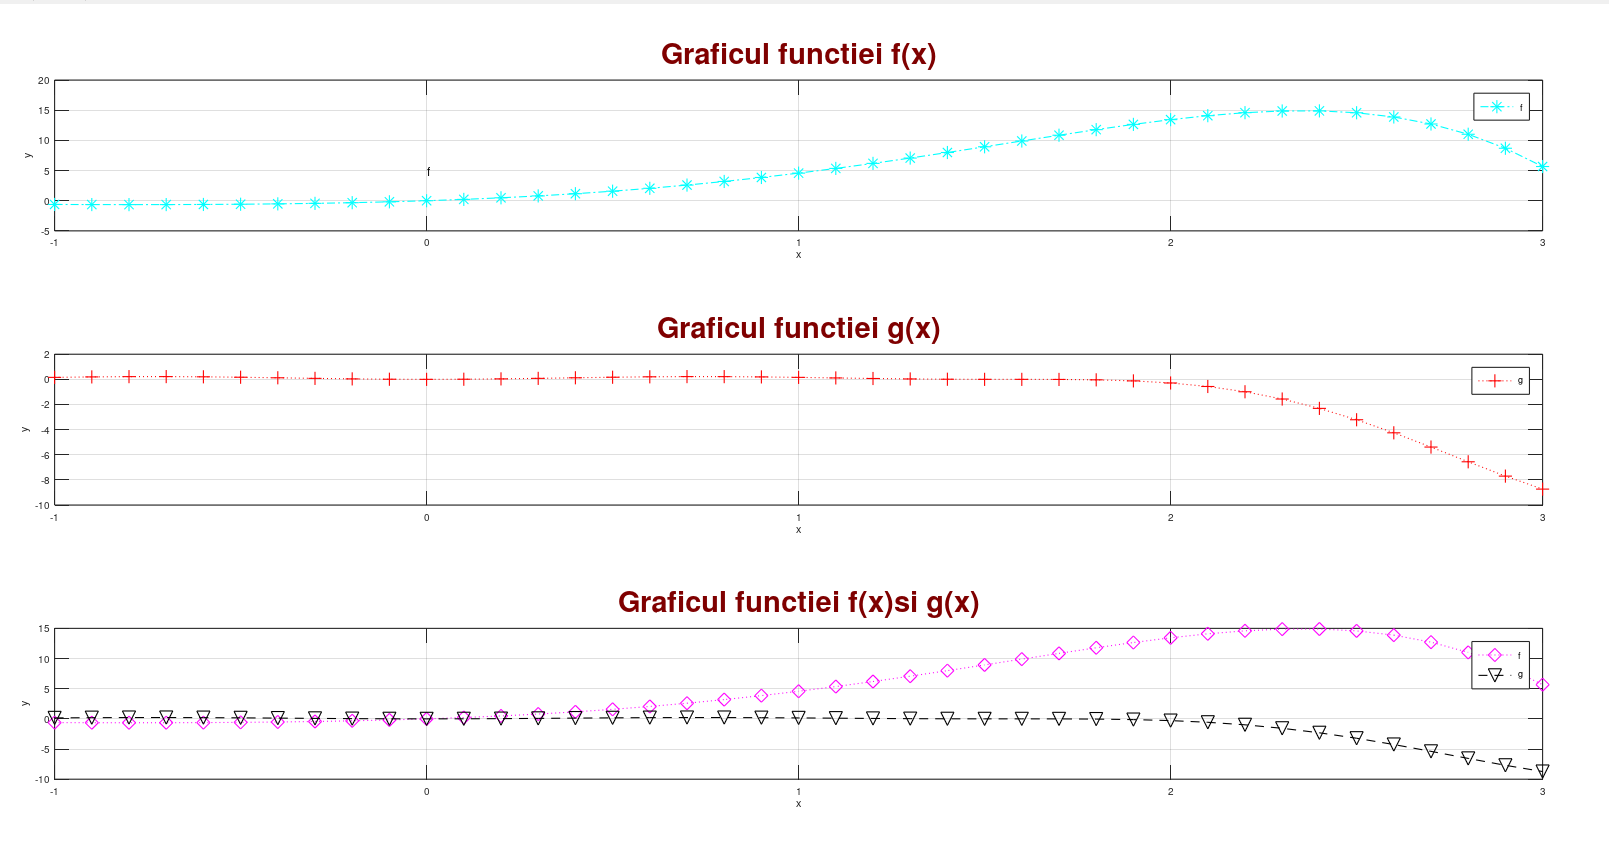 Graficul functiei f(x)
20
15
10
5
0
-5
y
f
f
-1 0 1 2 3
x
Graficul functiei g(x)
2
0
-2
-4
-6
-8
-10
y
g
-1 0 1 2 3
x
Graficul functiei f(x)si g(x)
15
10
5
0
-5
-10
y
f
g
-1 0 1 2 3
x